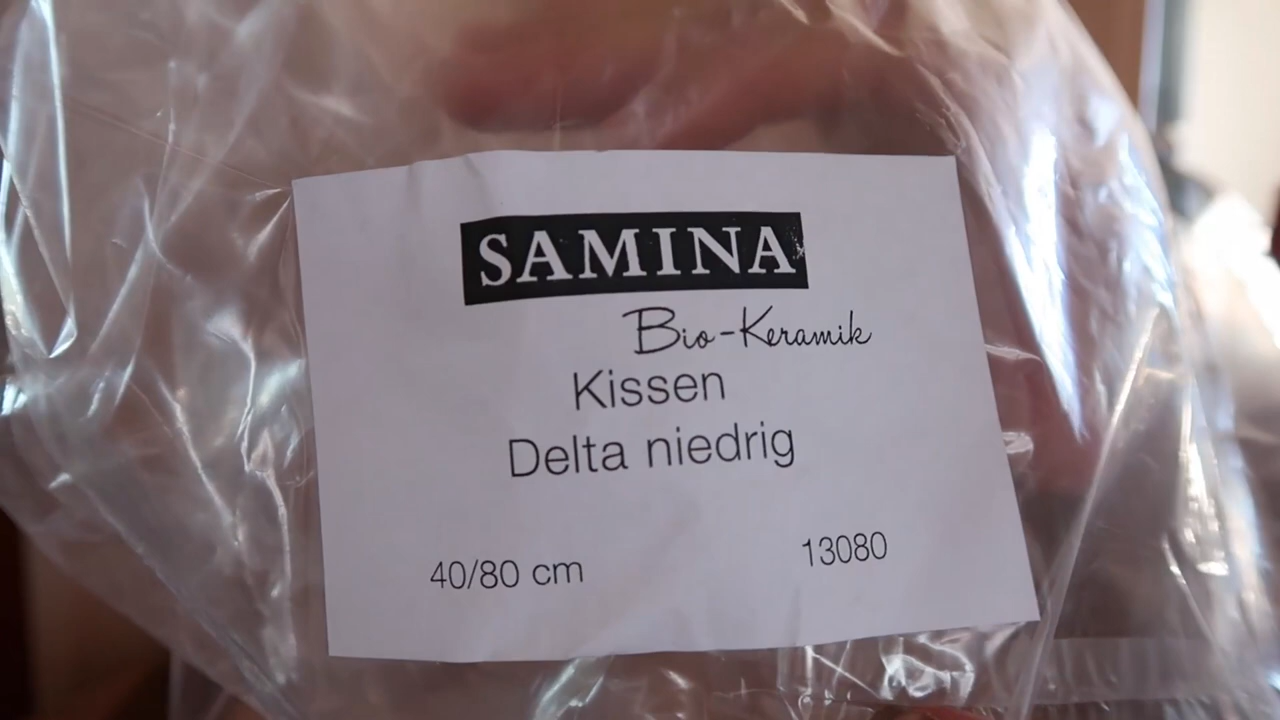 SAMINA
Bio-Keramik
Kissen
Delta niedrig
40/80 cm 13080